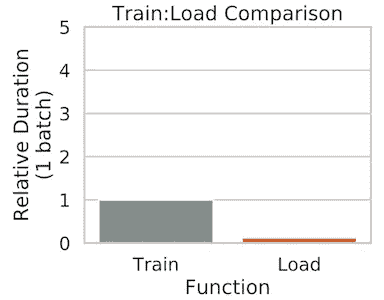 Train:Load Comparison
Relative Duration
(1 batch)
5
4
3
2
1
0
Train
Load
Function